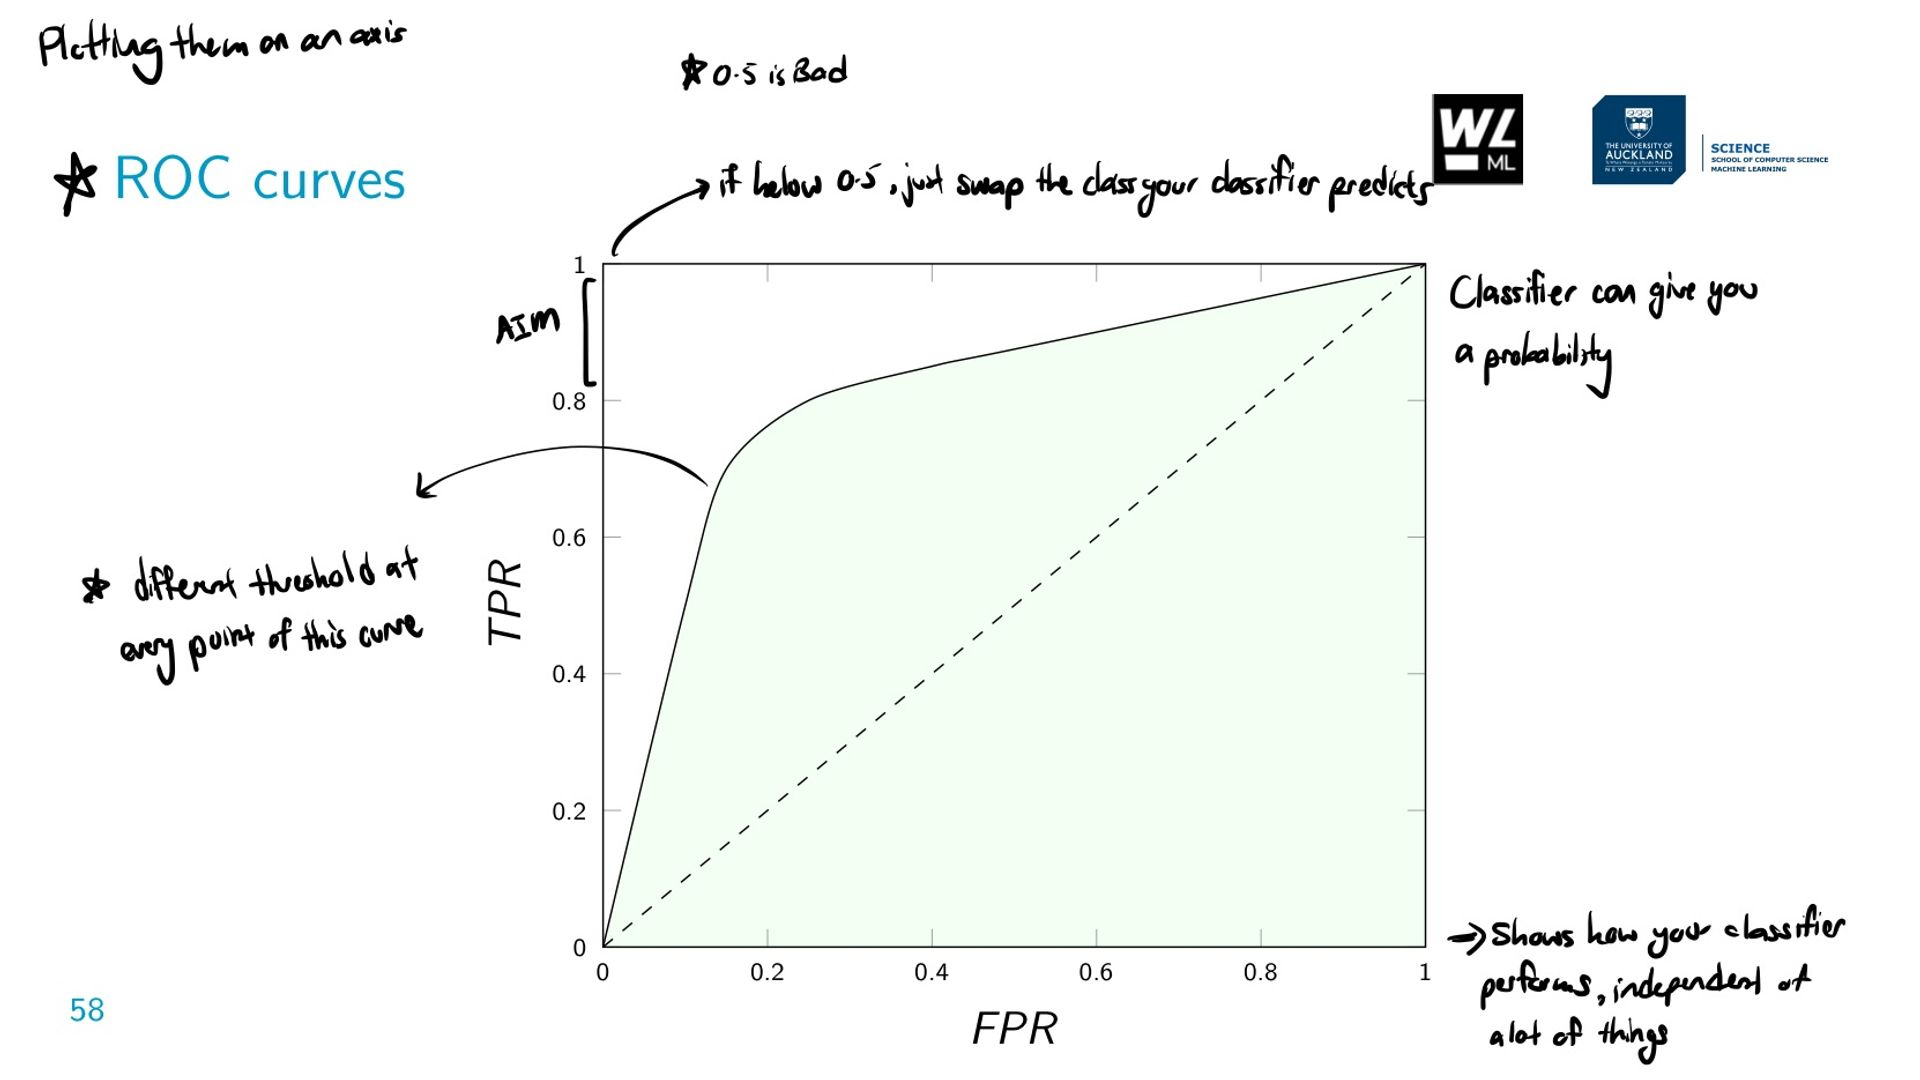 Plotting them on an axis
★ 0.5 is Bad
WL
ML
THE UNIVERSITY OF
AUCKLAND
NEW ZEALAND
SCIENCE
SCHOOL OF COMPUTER SCIENCE
MACHINE LEARNING
★ ROC curves
→ if below 0.5, just swap the class your classifier predicts
AIM
Classifier can give you
a probability
1
0.8
0.6
0.4
0.2
0
TPR
★ different threshold at
every point of this curve
0 0.2 0.4 0.6 0.8 1
FPR
→ Shows how your classifier
performs, independent of
a lot of things
58